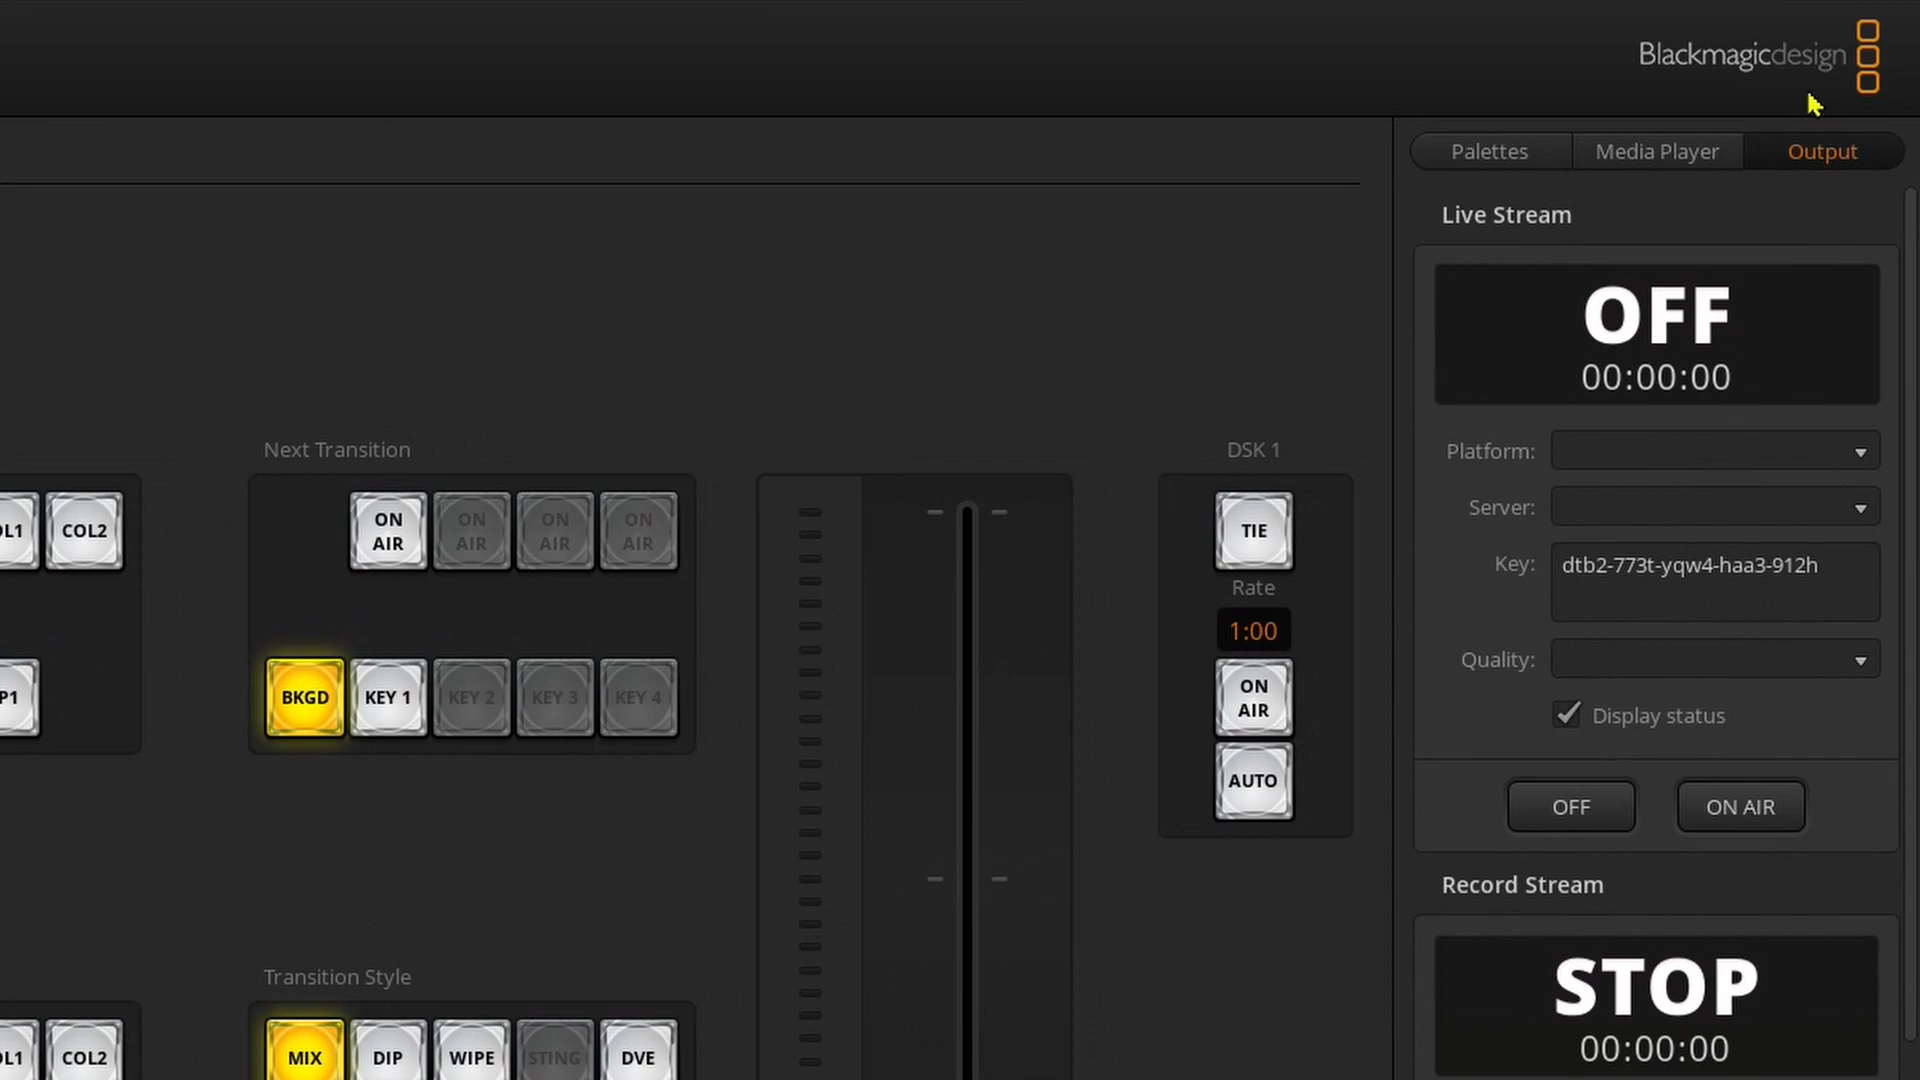 Blackmagicdesign
Palettes Media Player Output
Live Stream
OFF
00:00:00
Platform:
Server:
Key: dtb2-773t-yqw4-haa3-912h
Quality:
Display status
OFF ON AIR
Record Stream
STOP
00:00:00
Next Transition
ON AIR ON AIR ON AIR ON AIR
BKGD KEY 1 KEY 2 KEY 3 KEY 4
DSK 1
TIE
Rate
1:00
ON AIR
AUTO
OL1 COL2
P1
Transition Style
MIX DIP WIPE STING DVE
OL1 COL2